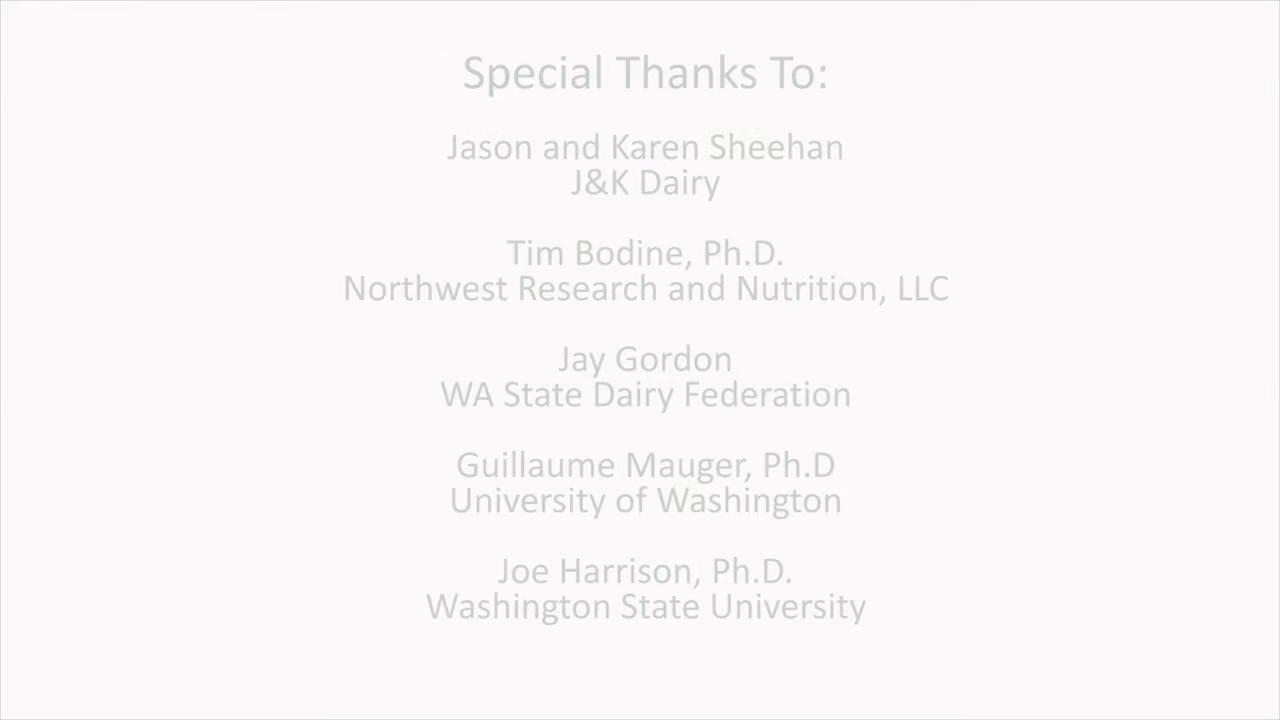 Special Thanks To:
Jason and Karen Sheehan
J&K Dairy
Tim Bodine, Ph.D.
Northwest Research and Nutrition, LLC
Jay Gordon
WA State Dairy Federation
Guillaume Mauger, Ph.D
University of Washington
Joe Harrison, Ph.D.
Washington State University